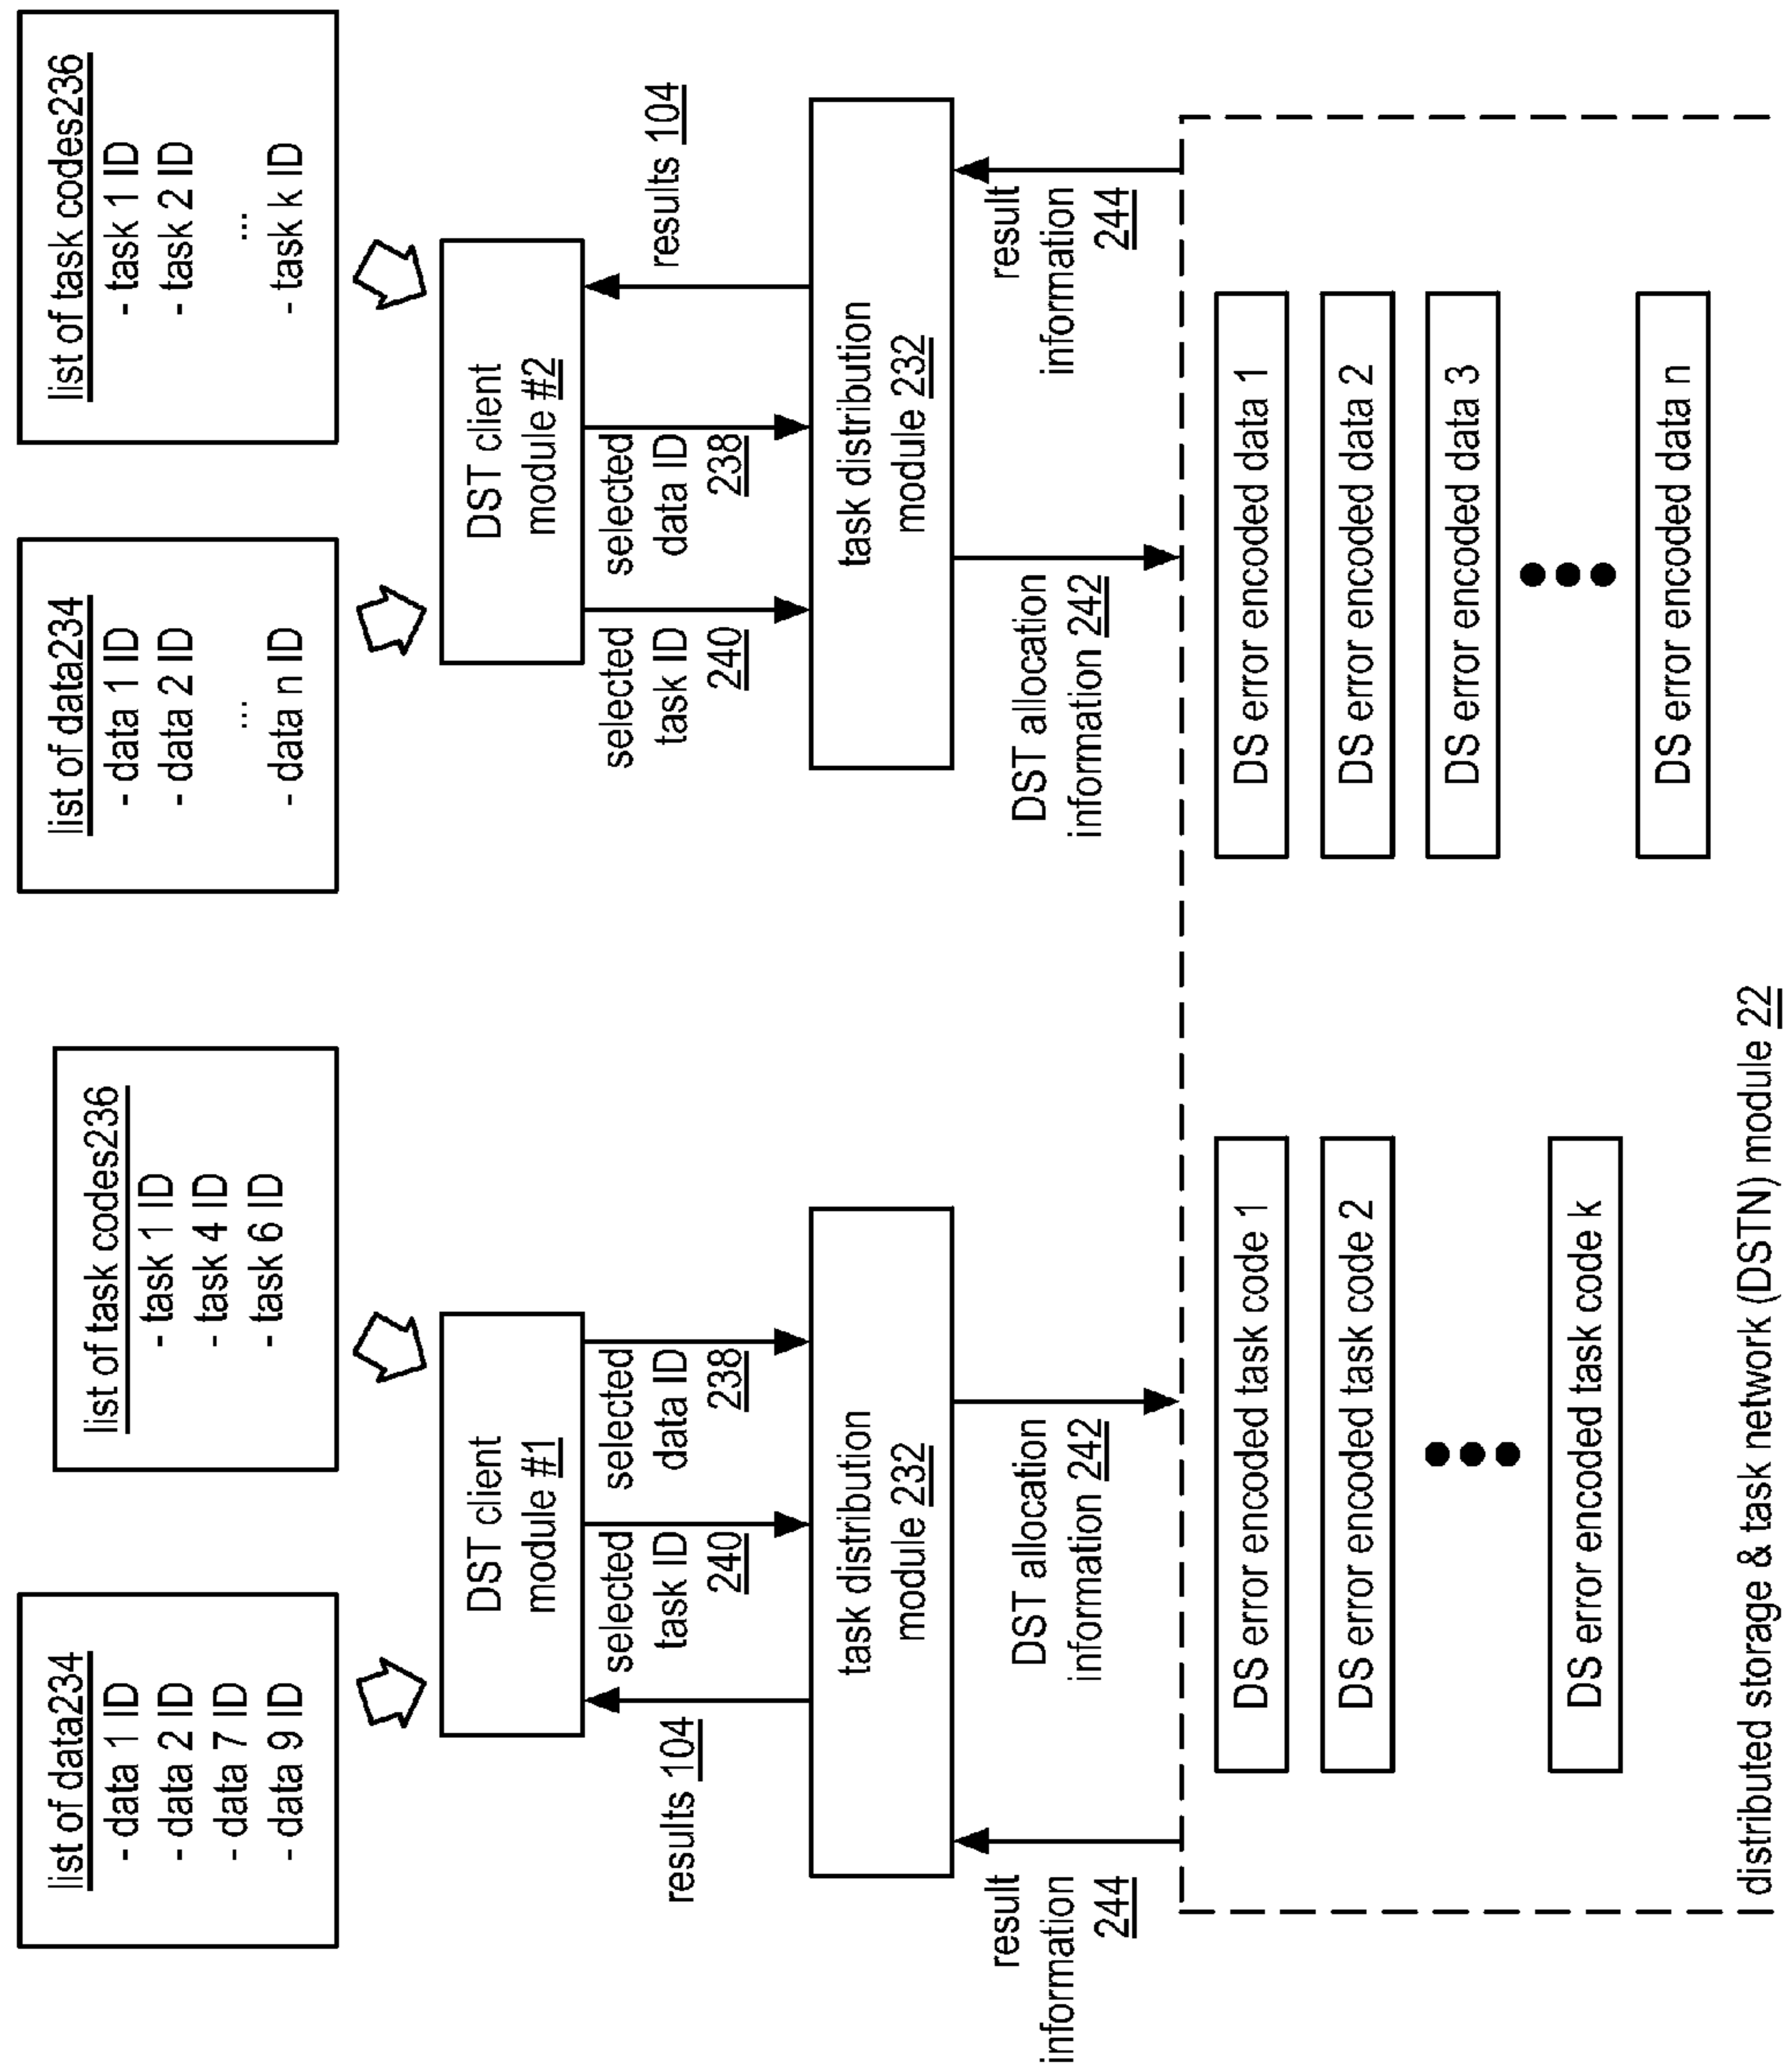 list of data234
- data 1 ID
- data 2 ID
- data 7 ID
- data 9 ID
list of task codes236
- task 1 ID
- task 4 ID
- task 6 ID
list of data234
- data 1 ID
- data 2 ID
...
- data n ID
list of task codes236
- task 1 ID
- task 2 ID
...
- task k ID
DST client
module #1
DST client
module #2
results 104
selected
task ID
240
selected
data ID
238
selected
task ID
240
selected
data ID
238
results 104
task distribution
module 232
task distribution
module 232
result
information
244
DST allocation
information 242
DST allocation
information 242
result
information
244
DS error encoded task code 1
DS error encoded task code 2
DS error encoded task code k
DS error encoded data 1
DS error encoded data 2
DS error encoded data 3
DS error encoded data n
distributed storage & task network (DSTN) module 22